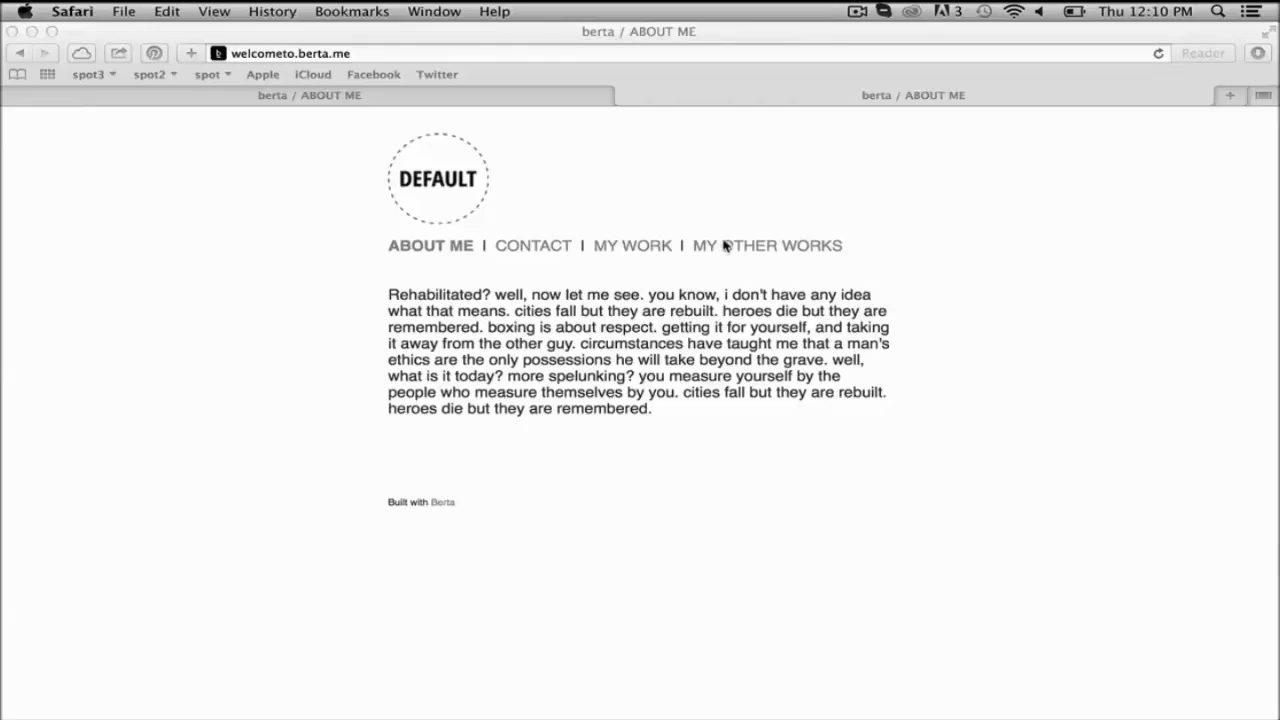 Safari File Edit View History Bookmarks Window Help 3 Thu 12:10 PM
berta / ABOUT ME
welcometo.berta.me Reader
spot3 spot2 spot Apple iCloud Facebook Twitter
berta / ABOUT ME berta / ABOUT ME
DEFAULT
ABOUT ME | CONTACT | MY WORK | MY OTHER WORKS
Rehabilitated? well, now let me see. you know, i don't have any idea
what that means. cities fall but they are rebuilt. heroes die but they are
remembered. boxing is about respect. getting it for yourself, and taking
it away from the other guy. circumstances have taught me that a man's
ethics are the only possessions he will take beyond the grave. well,
what is it today? more spelunking? you measure yourself by the
people who measure themselves by you. cities fall but they are rebuilt.
heroes die but they are remembered.
Built with Berta